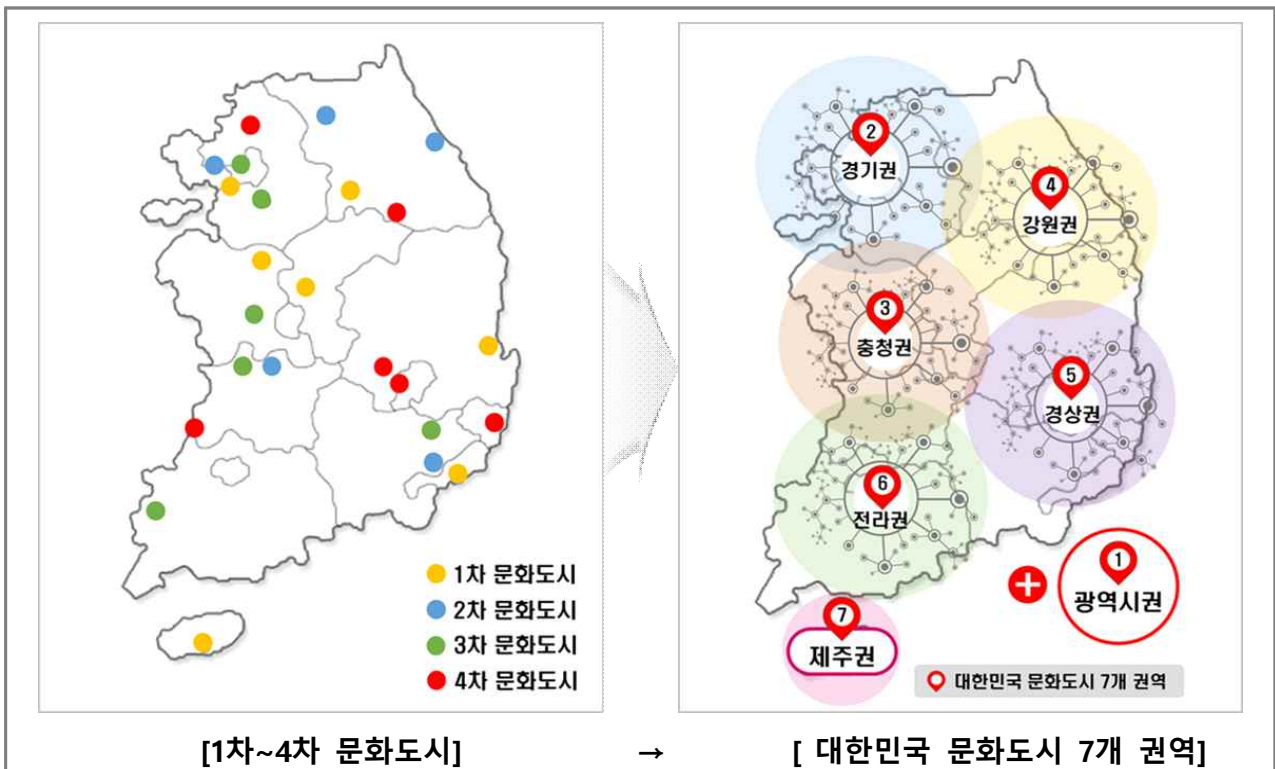 1차 문화도시
2차 문화도시
3차 문화도시
4차 문화도시
2
경기권
4
강원권
3
충청권
5
경상권
6
전라권
1
광역시권
7
제주권
대한민국 문화도시 7개 권역
[1차~4차 문화도시] → [ 대한민국 문화도시 7개 권역]